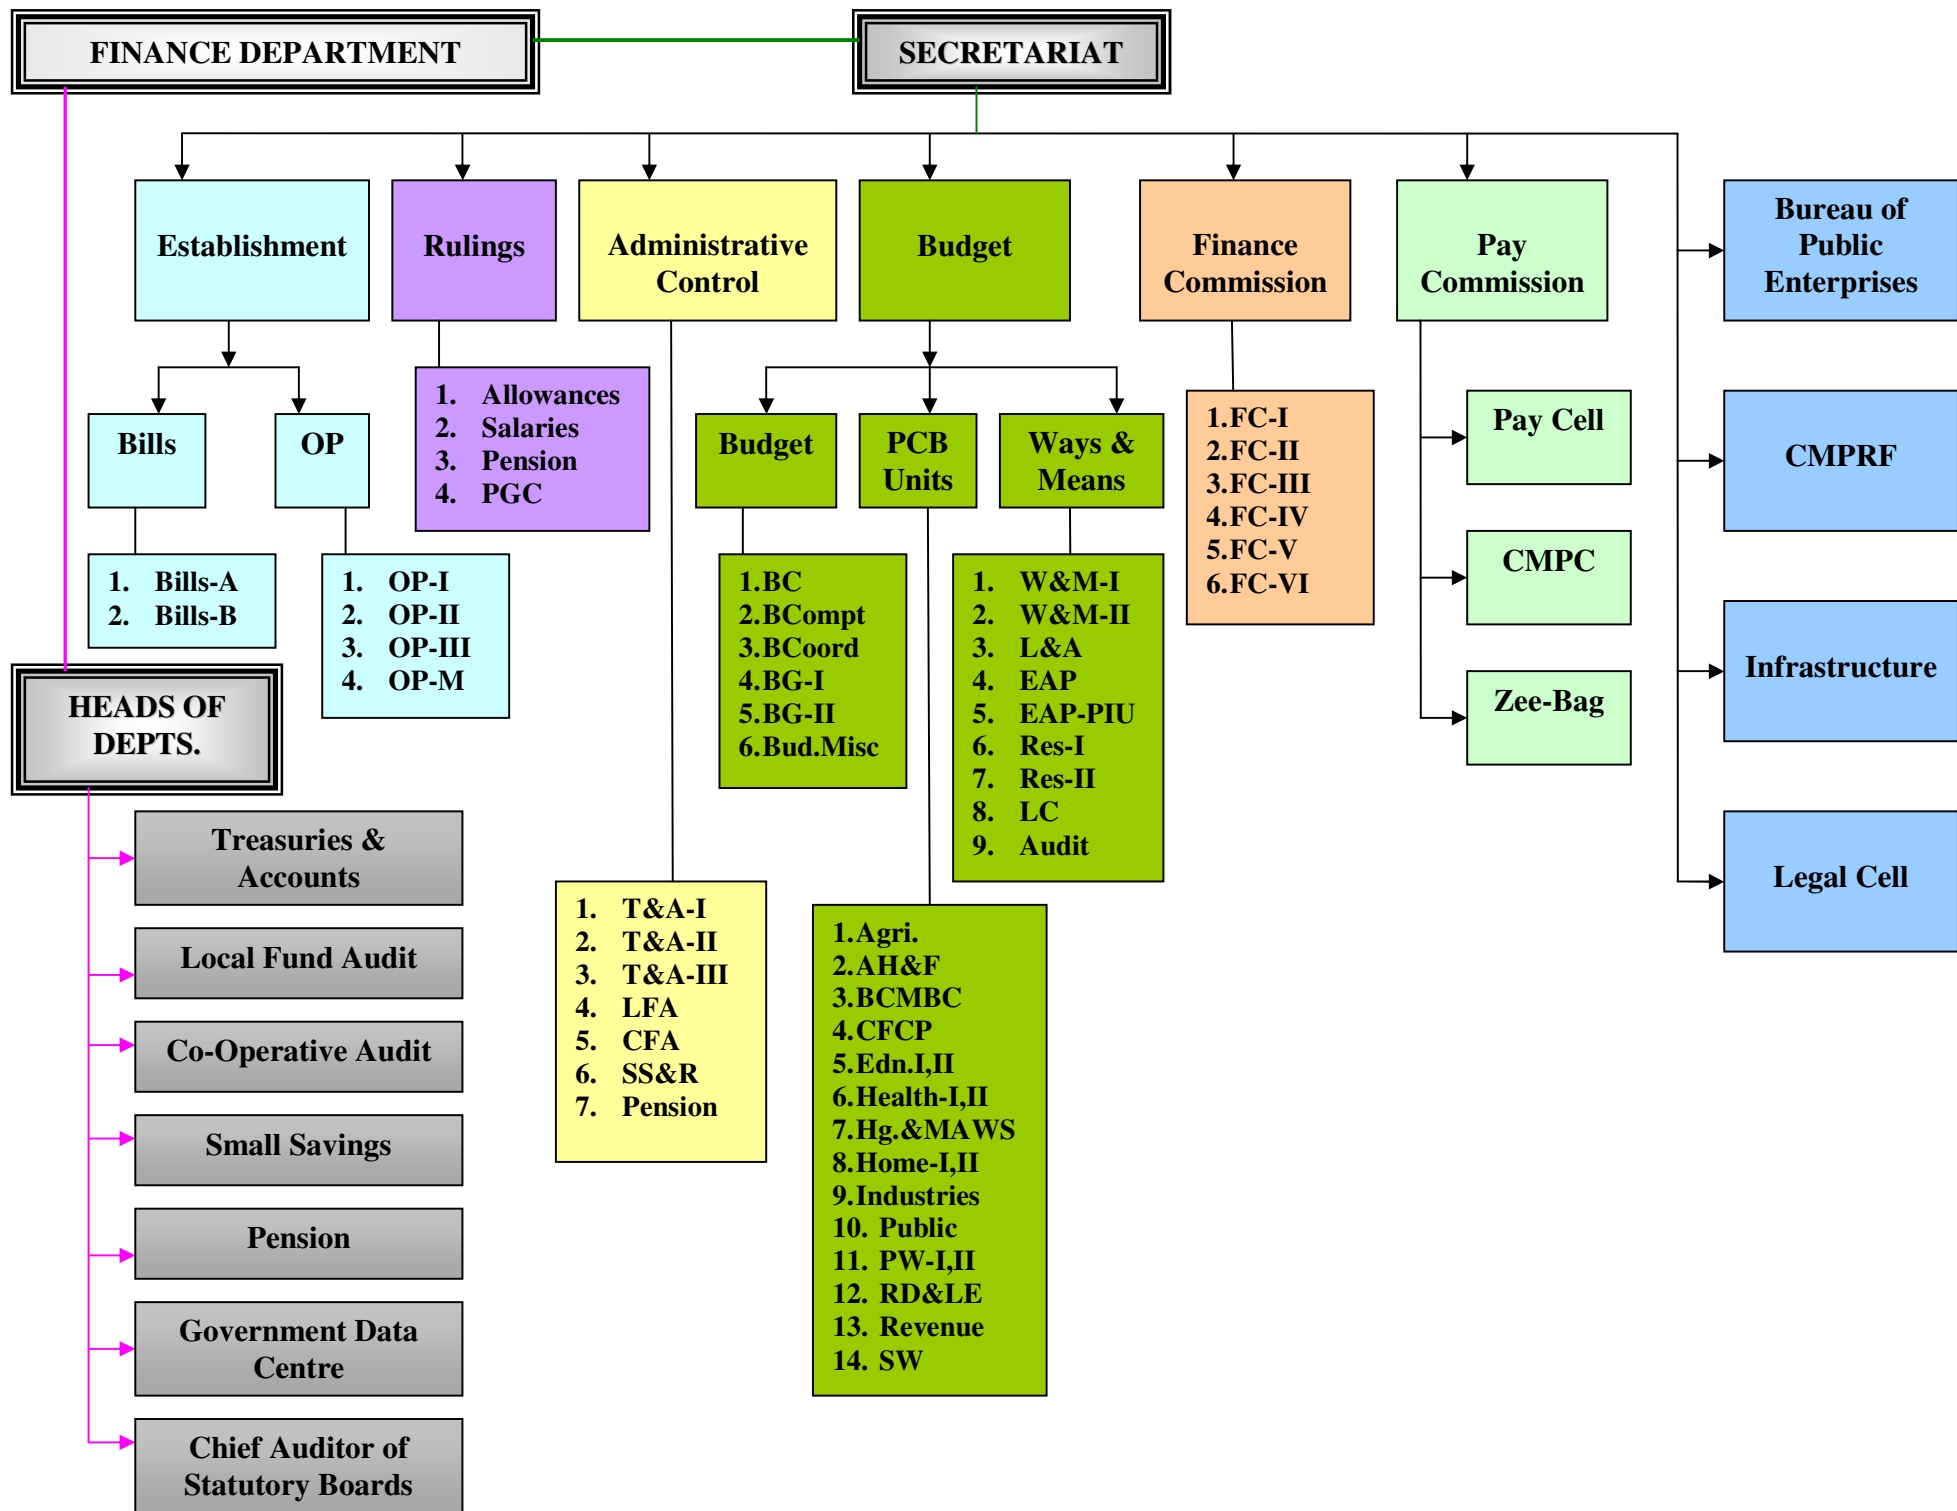 FINANCE DEPARTMENT
SECRETARIAT
Establishment
Rulings
Administrative
Control
Budget
Finance
Commission
Pay
Commission
Bureau of
Public
Enterprises
Bills
OP
1. Allowances
2. Salaries
3. Pension
4. PGC
Budget
PCB
Units
Ways &
Means
1.FC-I
2.FC-II
3.FC-III
4.FC-IV
5.FC-V
6.FC-VI
Pay Cell
CMPRF
1. Bills-A
2. Bills-B
1. OP-I
2. OP-II
3. OP-III
4. OP-M
1.BC
2.BCompt
3.BCoord
4.BG-I
5.BG-II
6.Bud.Misc
1. W&M-I
2. W&M-II
3. L&A
4. EAP
5. EAP-PIU
6. Res-I
7. Res-II
8. LC
9. Audit
CMPC
Infrastructure
Zee-Bag
Legal Cell
HEADS OF
DEPTS.
Treasuries &
Accounts
Local Fund Audit
Co-Operative Audit
Small Savings
Pension
Government Data
Centre
Chief Auditor of
Statutory Boards
1. T&A-I
2. T&A-II
3. T&A-III
4. LFA
5. CFA
6. SS&R
7. Pension
1.Agri.
2.AH&F
3.BCMBC
4.CFCP
5.Edn.I,II
6.Health-I,II
7.Hg.&MAWS
8.Home-I,II
9.Industries
10. Public
11. PW-I,II
12. RD&LE
13. Revenue
14. SW